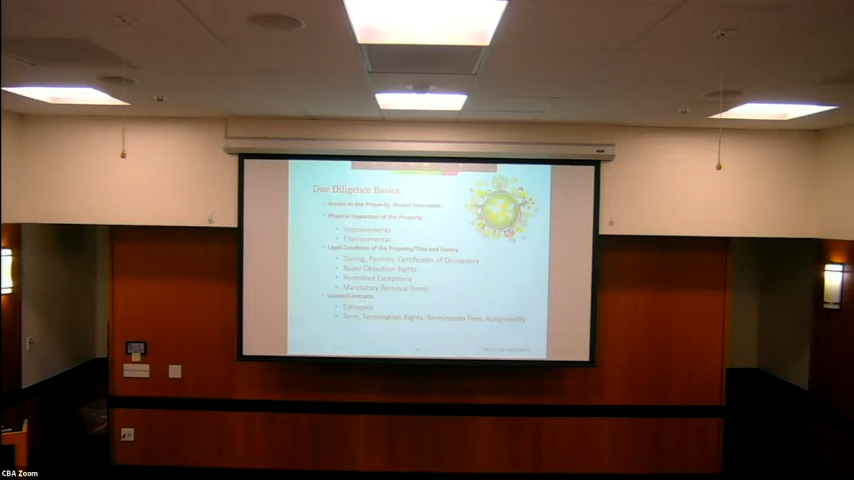 Due Diligence Basics:
• Access to the Property: Tenant Interviews
• Physical Inspection of the Property
• Improvements
• Environmental
• Legal Condition of the Property/Title and Survey
• Zoning, Permits, Certificates of Occupancy
• Buyer Objection Rights
• Permitted Exceptions
• Mandatory Removal Items
• Leases/Contracts
• Estoppels
• Term, Termination Rights, Termination Fees, Assignability
CBA Zoom